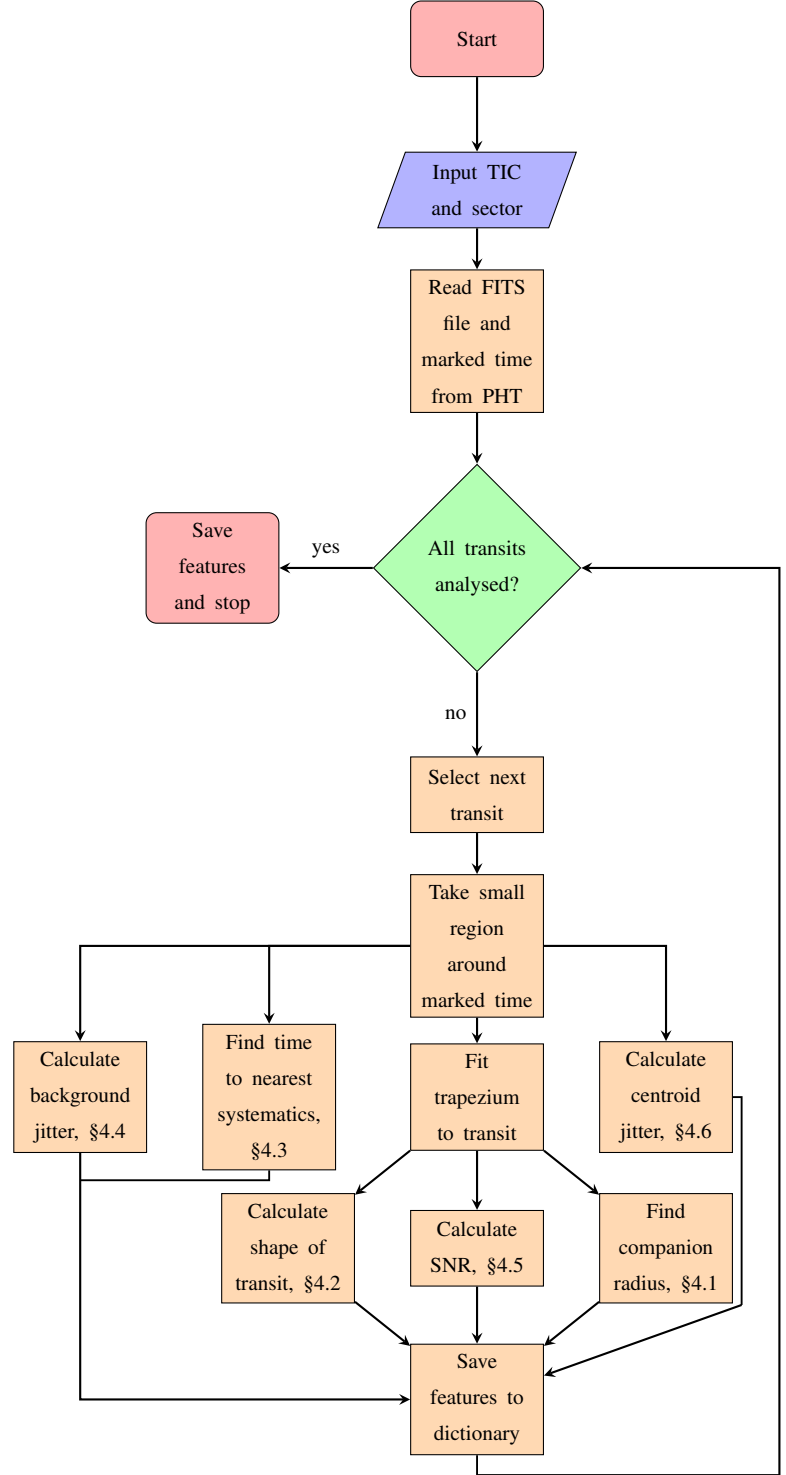 Start
Input TIC
and sector
Read FITS
file and
marked time
from PHT
All transits
analysed?
yes
Save
features
and stop
no
Select next
transit
Take small
region
around
marked time
Calculate
background
jitter, §4.4
Find time
to nearest
systematics,
§4.3
Fit
trapezium
to transit
Calculate
centroid
jitter, §4.6
Calculate
shape of
transit, §4.2
Calculate
SNR, §4.5
Find
companion
radius, §4.1
Save
features to
dictionary